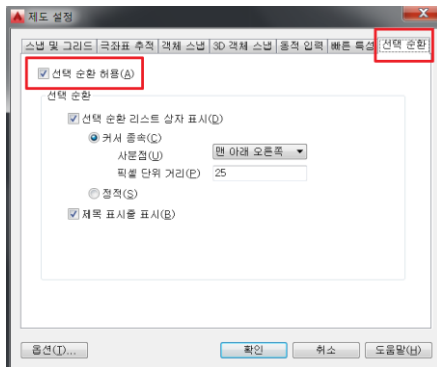 제도 설정
스냅 및 그리드 극좌표 추적 객체 스냅 3D 객체 스냅 동적 입력 빠른 특성 선택 순환
선택 순환 허용(A)
선택 순환
선택 순환 리스트 상자 표시(D)
커서 종속(C)
사분점(U) 맨 아래 오른쪽
픽셀 단위 거리(P) 25
정적(S)
제목 표시줄 표시(B)
옵션(T)... 확인 취소 도움말(H)